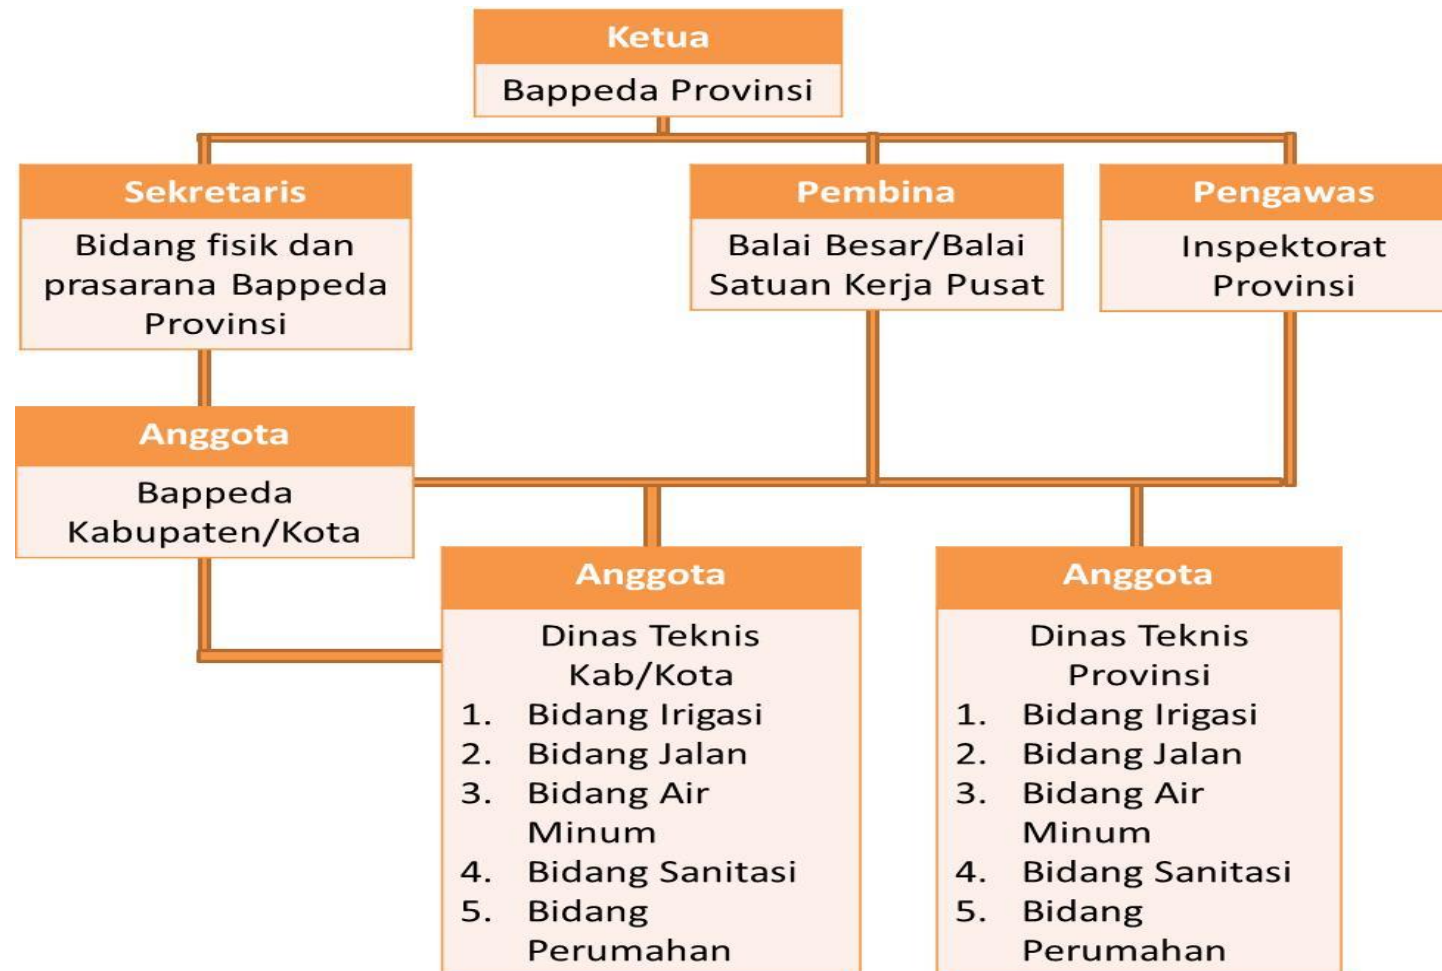 Ketua
Bappeda Provinsi
Sekretaris
Bidang fisik dan
prasarana Bappeda
Provinsi
Pembina
Balai Besar/Balai
Satuan Kerja Pusat
Pengawas
Inspektorat
Provinsi
Anggota
Bappeda
Kabupaten/Kota
Anggota
Dinas Teknis
Kab/Kota
1. Bidang Irigasi
2. Bidang Jalan
3. Bidang Air
Minum
4. Bidang Sanitasi
5. Bidang
Perumahan
Anggota
Dinas Teknis
Provinsi
1. Bidang Irigasi
2. Bidang Jalan
3. Bidang Air
Minum
4. Bidang Sanitasi
5. Bidang
Perumahan